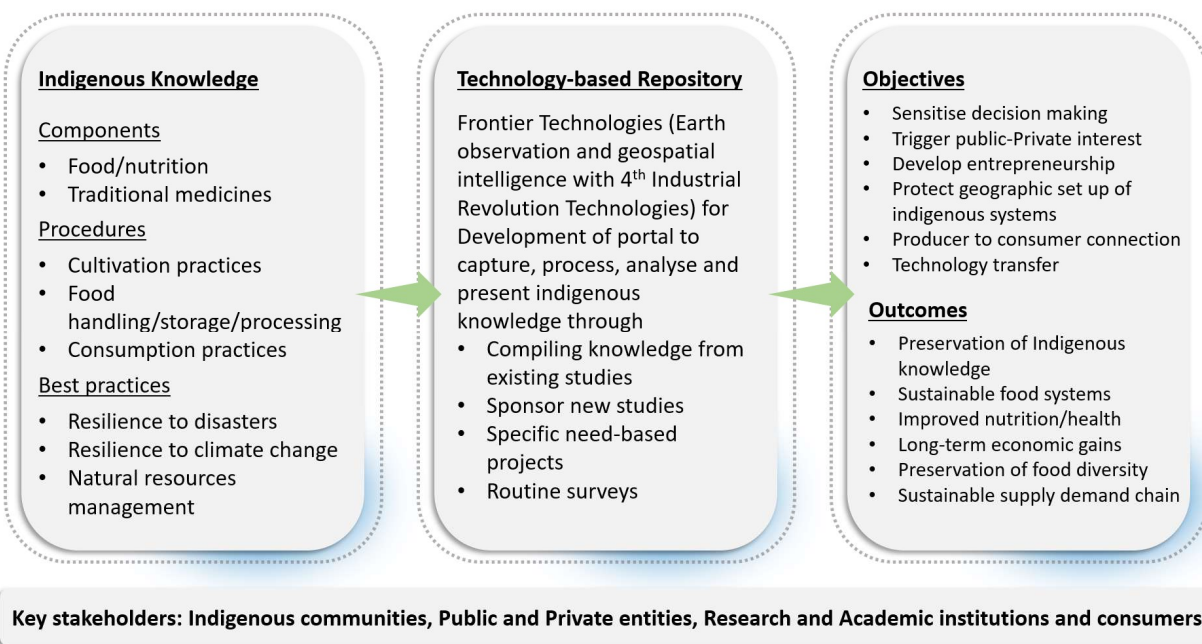 Indigenous Knowledge
Components
• Food/nutrition
• Traditional medicines
Procedures
• Cultivation practices
• Food
handling/storage/processing
• Consumption practices
Best practices
• Resilience to disasters
• Resilience to climate change
• Natural resources
management
Technology-based Repository
Frontier Technologies (Earth
observation and geospatial
intelligence with 4th Industrial
Revolution Technologies) for
Development of portal to
capture, process, analyse and
present indigenous
knowledge through
• Compiling knowledge from
existing studies
• Sponsor new studies
• Specific need-based
projects
• Routine surveys
Objectives
• Sensitise decision making
• Trigger public-Private interest
• Develop entrepreneurship
• Protect geographic set up of
indigenous systems
• Producer to consumer connection
• Technology transfer
Outcomes
• Preservation of Indigenous
knowledge
• Sustainable food systems
• Improved nutrition/health
• Long-term economic gains
• Preservation of food diversity
• Sustainable supply demand chain
Key stakeholders: Indigenous communities, Public and Private entities, Research and Academic institutions and consumers